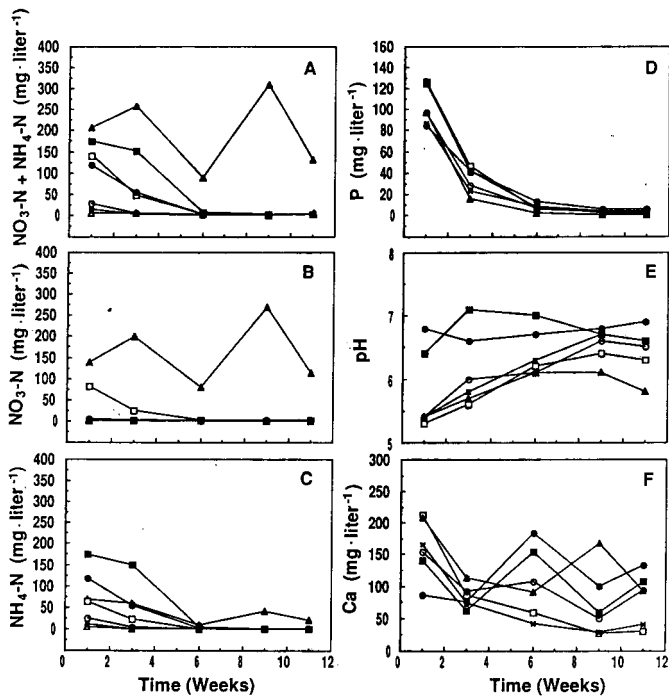 NO₃-N + NH₄-N (mg·liter⁻¹)
400
350
300
250
200
150
100
50
0
A
NO₃-N (mg·liter⁻¹)
400
350
300
250
200
150
100
50
0
B
NH₄-N (mg·liter⁻¹)
400
350
300
250
200
150
100
50
0
C
0 2 4 6 8 10 12
Time (Weeks)
P (mg·liter⁻¹)
160
140
120
100
80
60
40
20
0
D
pH
8
7
6
5
E
Ca (mg·liter⁻¹)
300
250
200
150
100
50
0
F
0 2 4 6 8 10 12
Time (Weeks)